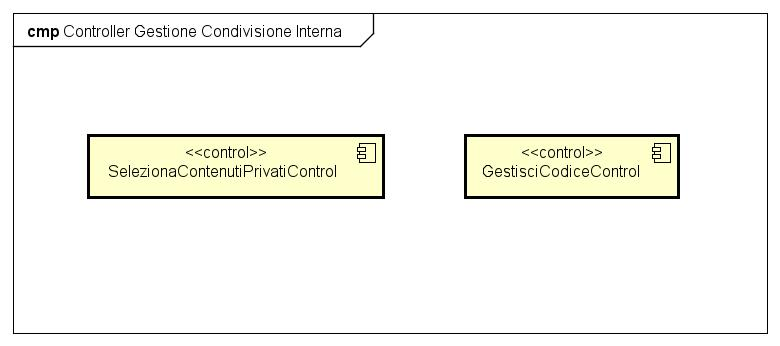 cmp Controller Gestione Condivisione Interna
<<control>>
SelezionaContenutiPrivatiControl
<<control>>
GestisciCodiceControl